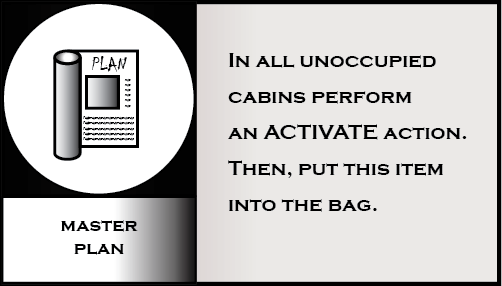 PLAN
MASTER
PLAN
IN ALL UNOCCUPIED
CABINS PERFORM
AN ACTIVATE ACTION.
THEN, PUT THIS ITEM
INTO THE BAG.